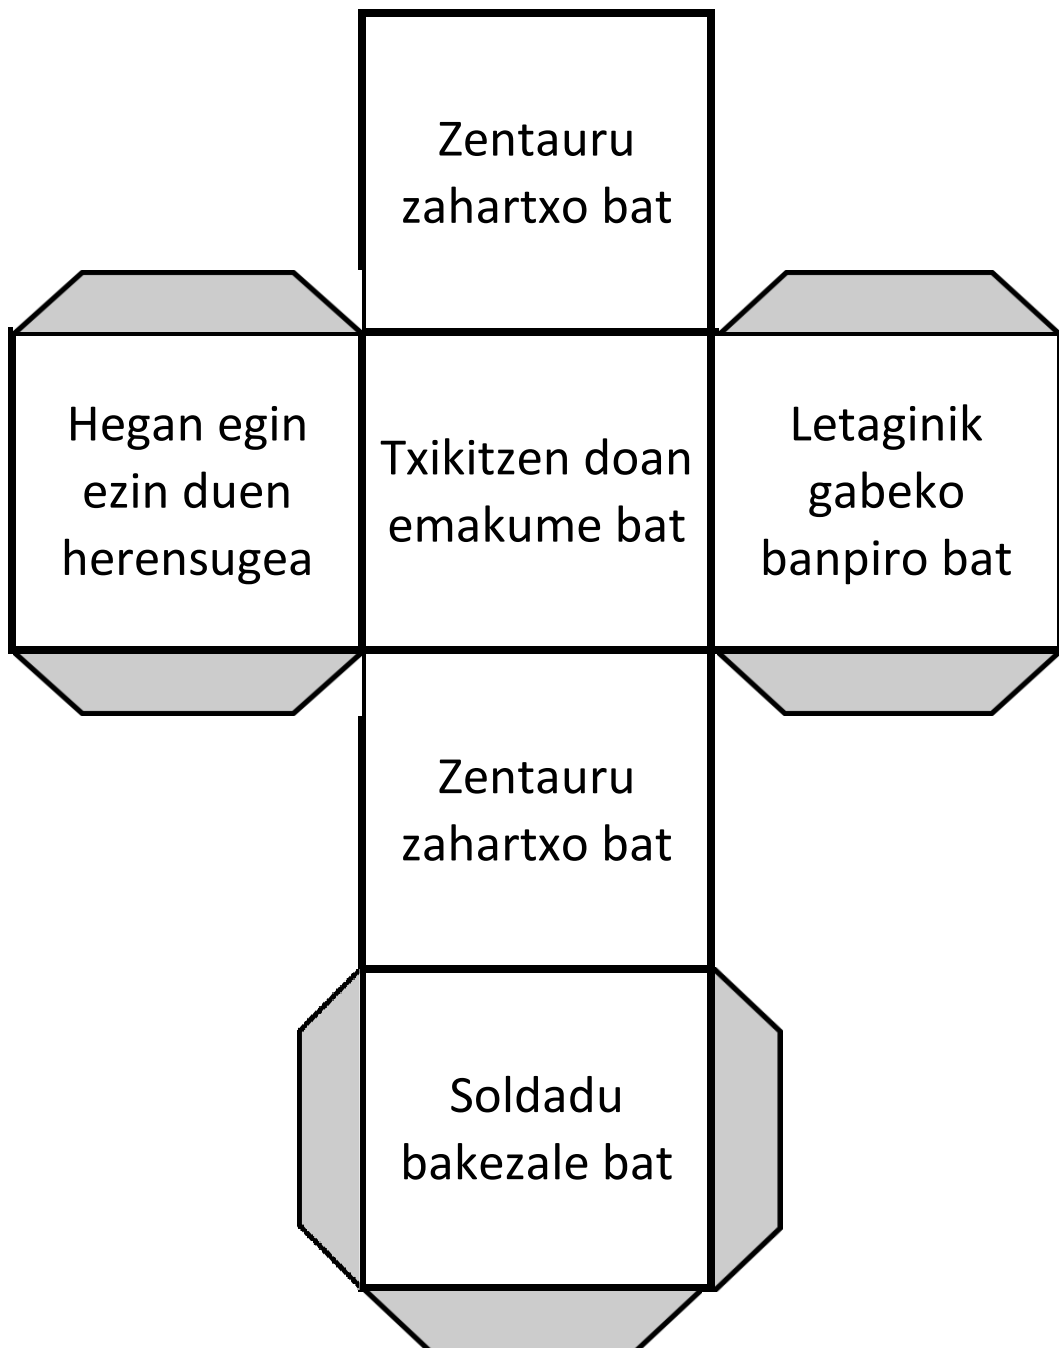 Zentauru
zahartxo bat
Hegan egin
ezin duen
herensugea
Txikitzen doan
emakume bat
Letaginik
gabeko
banpiro bat
Zentauru
zahartxo bat
Soldadu
bakezale bat